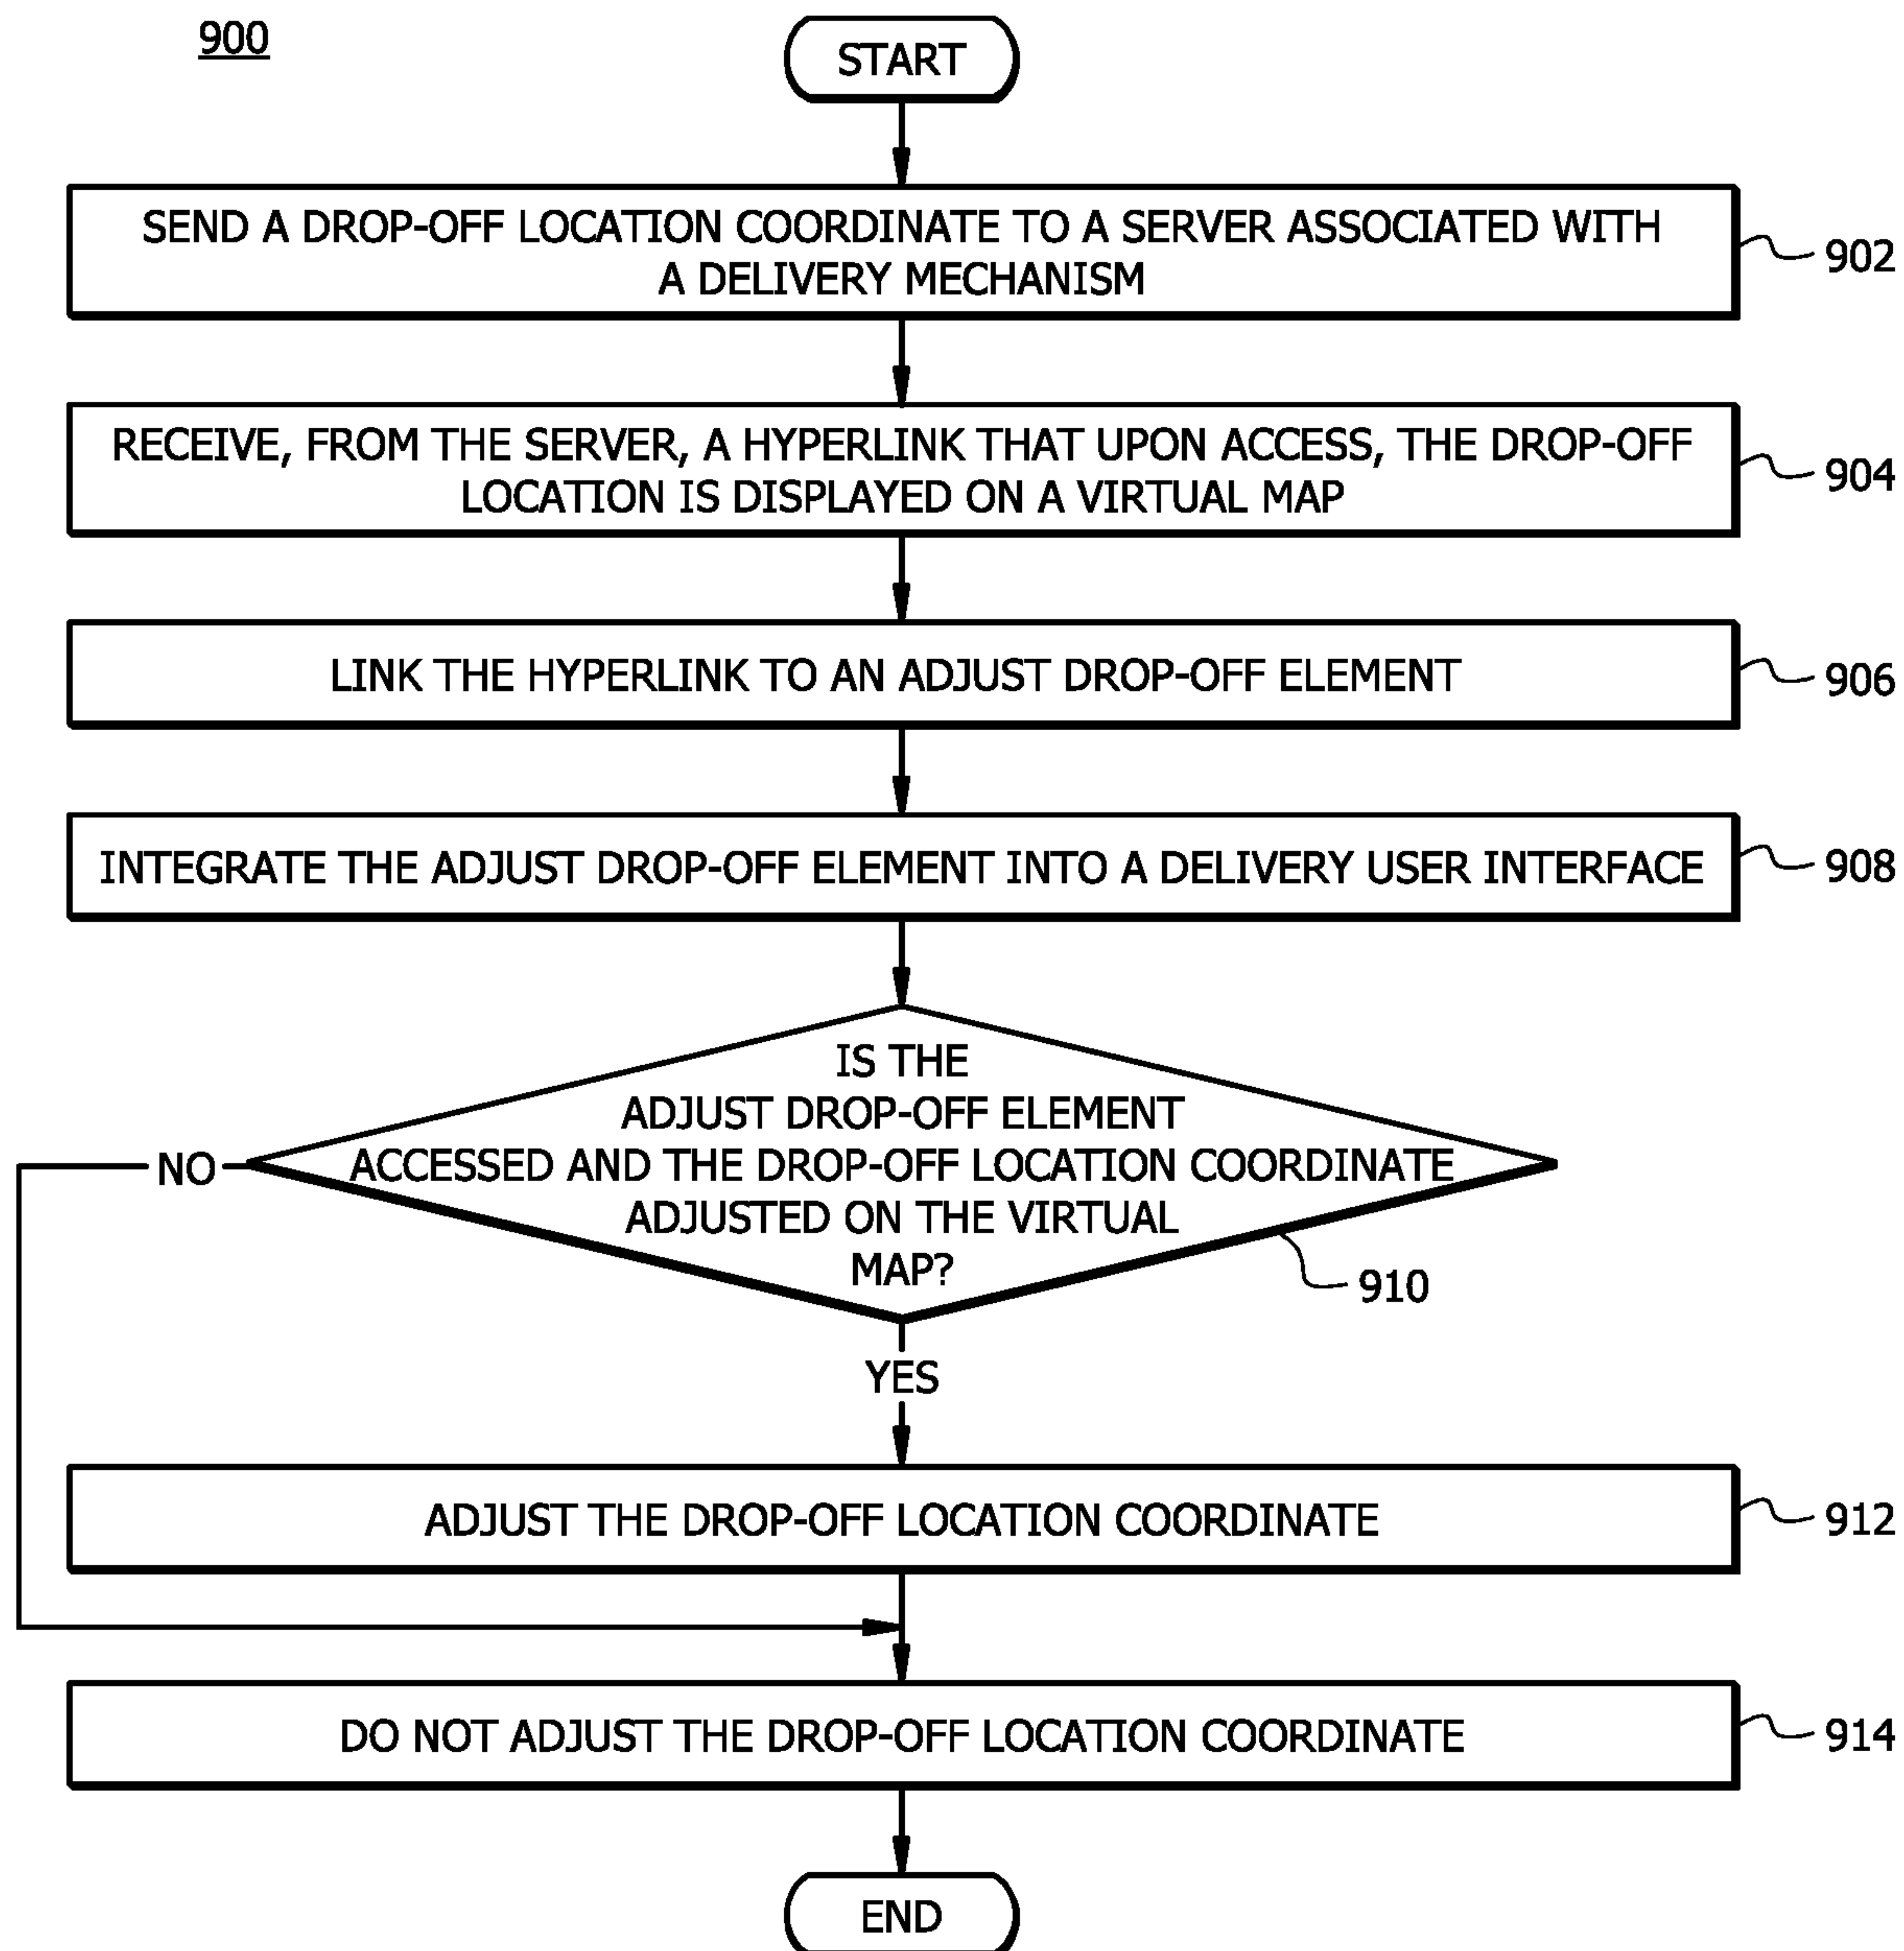 900
START
SEND A DROP-OFF LOCATION COORDINATE TO A SERVER ASSOCIATED WITH
A DELIVERY MECHANISM
902
RECEIVE, FROM THE SERVER, A HYPERLINK THAT UPON ACCESS, THE DROP-OFF
LOCATION IS DISPLAYED ON A VIRTUAL MAP
904
LINK THE HYPERLINK TO AN ADJUST DROP-OFF ELEMENT
906
INTEGRATE THE ADJUST DROP-OFF ELEMENT INTO A DELIVERY USER INTERFACE
908
IS THE
ADJUST DROP-OFF ELEMENT
ACCESSED AND THE DROP-OFF LOCATION COORDINATE
ADJUSTED ON THE VIRTUAL
MAP?
910
NO
YES
ADJUST THE DROP-OFF LOCATION COORDINATE
912
DO NOT ADJUST THE DROP-OFF LOCATION COORDINATE
914
END